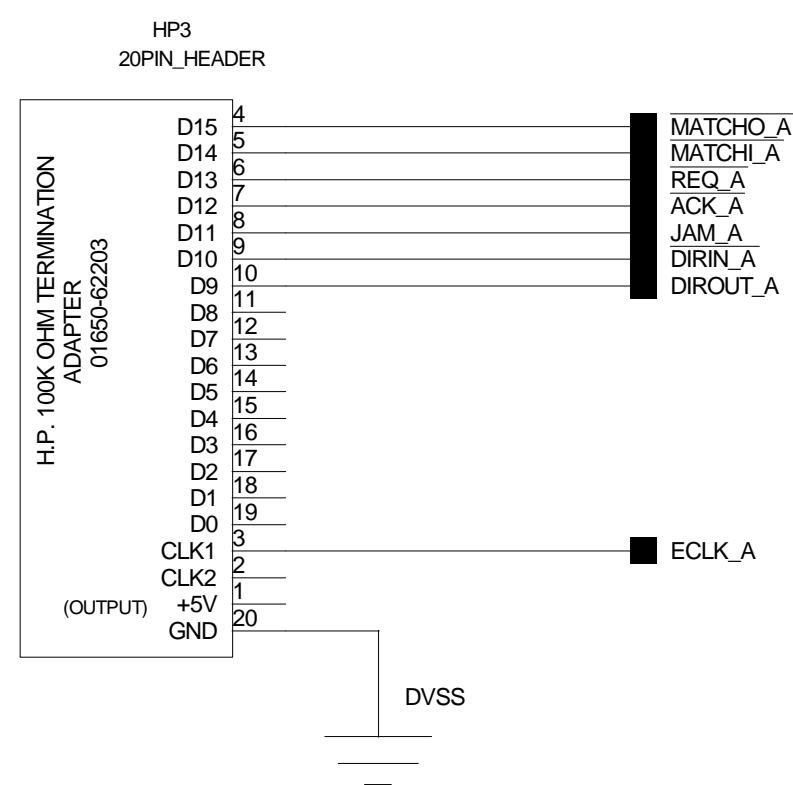 HP3
20PIN_HEADER
H.P. 100K OHM TERMINATION
ADAPTER
01650-62203
D15 4 MATCHO_A
D14 5 MATCHI_A
D13 6 REQ_A
D12 7 ACK_A
D11 8 JAM_A
D10 9 DIRIN_A
D9 10 DIROUT_A
D8 11
D7 12
D6 13
D5 14
D4 15
D3 16
D2 17
D1 18
D0 19
CLK1 3 ECLK_A
CLK2 2
(OUTPUT) +5V 1
GND 20
DVSS